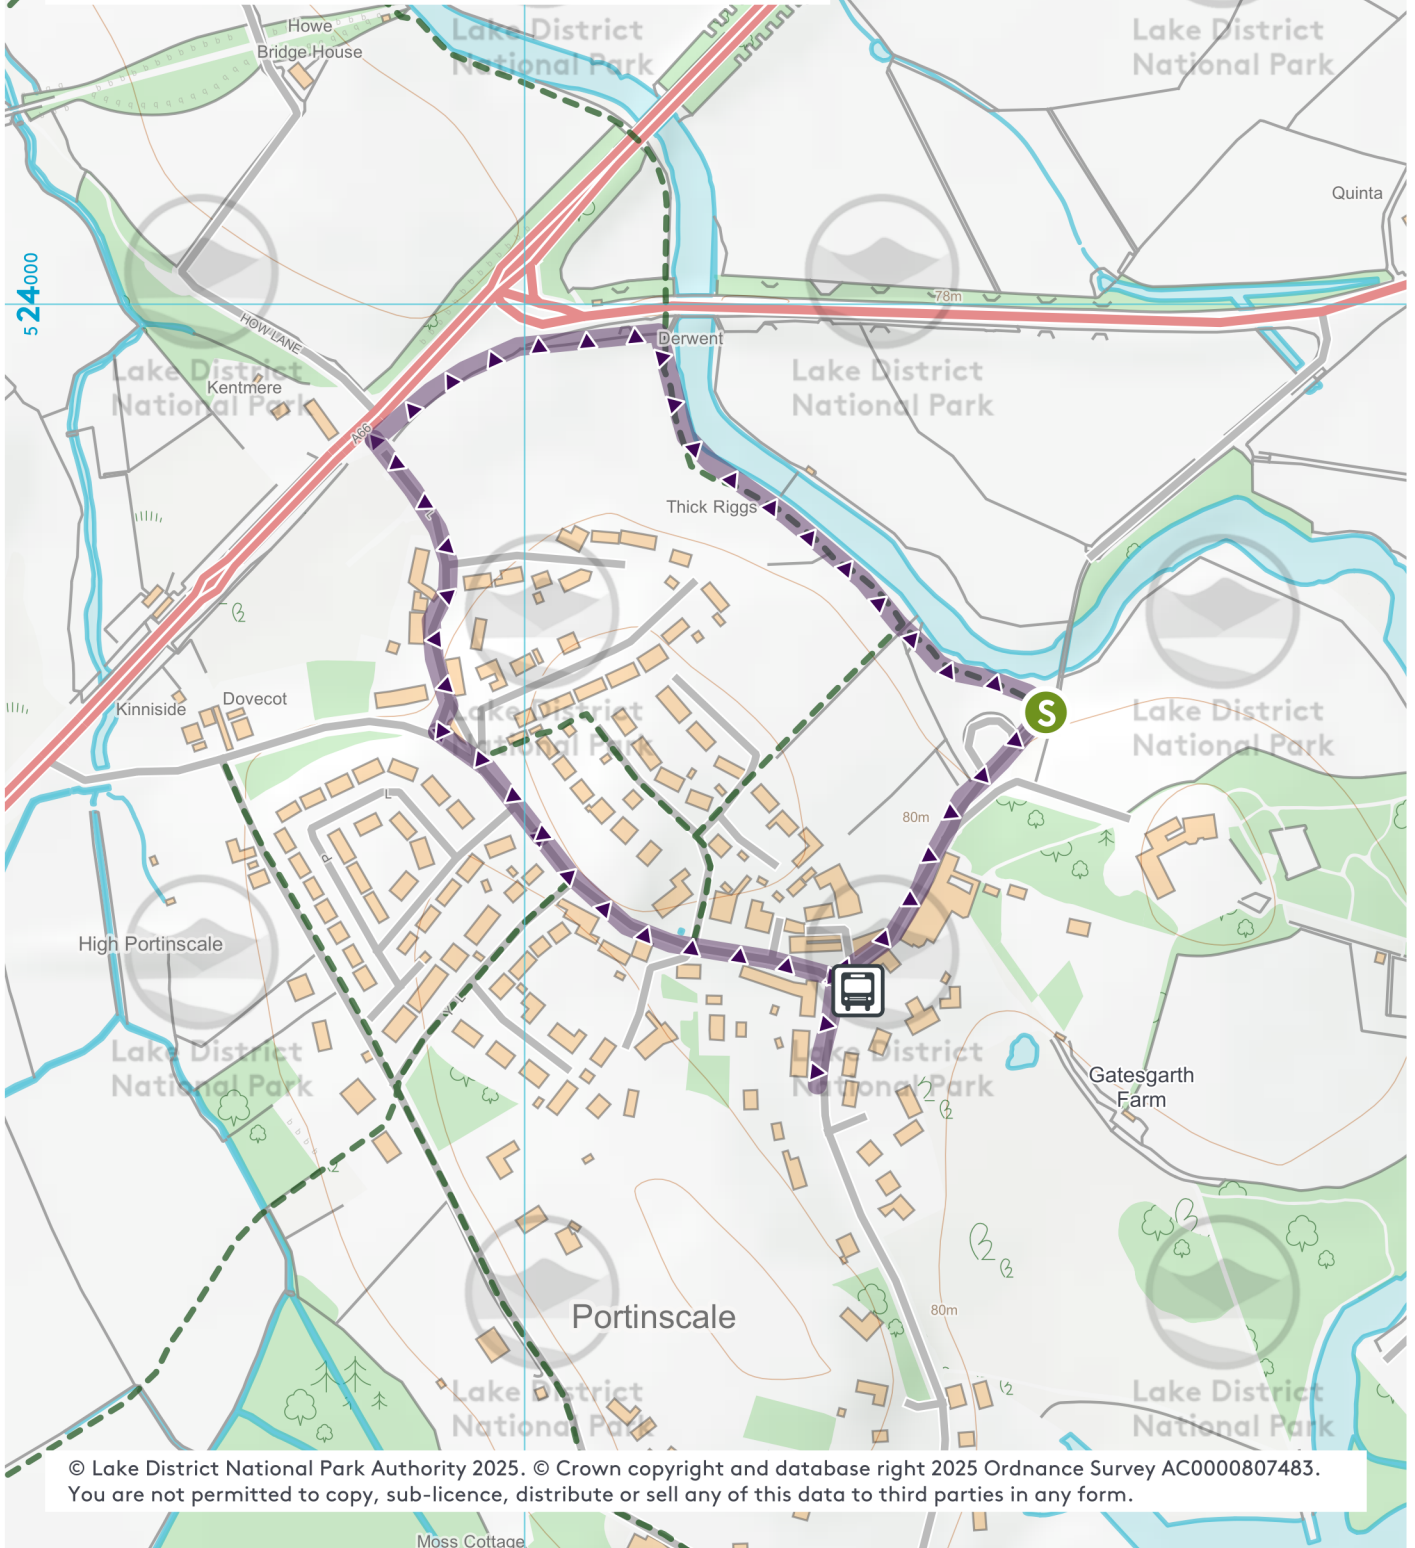 Howe
Bridge House
Lake District
National Park
Lake District
National Park
Quinta
5 24000
78m
HOW LANE
Derwent
Lake District
National Park
Kentmere
Lake District
National Park
A66
Thick Riggs
Kinniside
Dovecot
Lake District
National Park
Lake District
National Park
S
80m
L
P
High Portinscale
L
Lake District
National Park
Lake District
National Park
Gatesgarth
Farm
80m
Portinscale
Lake District
National Park
Lake District
National Park
© Lake District National Park Authority 2025. © Crown copyright and database right 2025 Ordnance Survey AC0000807483.
You are not permitted to copy, sub-licence, distribute or sell any of this data to third parties in any form.
Moss Cottage